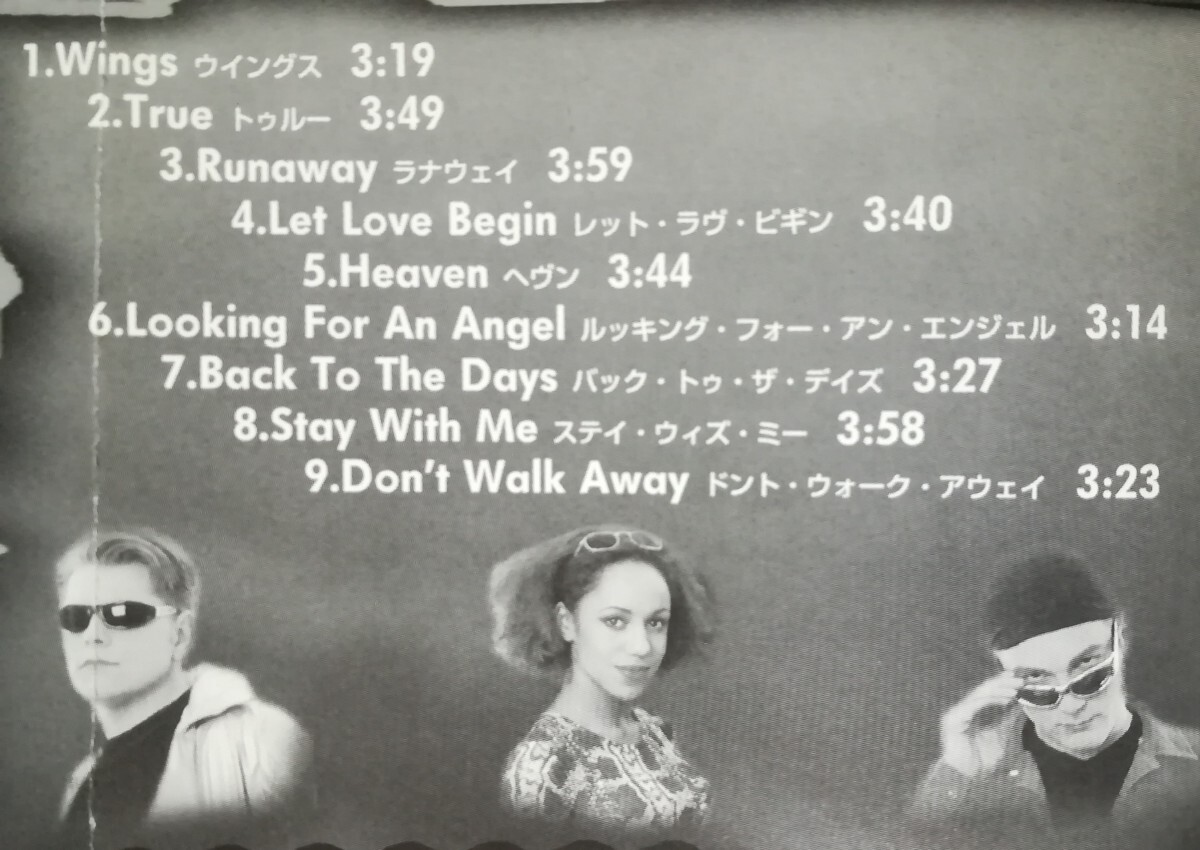 1.Wings ウイングス 3:19
2.True トゥルー 3:49
3.Runaway ラナウェイ 3:59
4.Let Love Begin レット・ラヴ・ビギン 3:40
5.Heaven ヘヴン 3:44
6.Looking For An Angel ルッキング・フォー・アン・エンジェル 3:14
7.Back To The Days バック・トゥ・ザ・デイズ 3:27
8.Stay With Me ステイ・ウィズ・ミー 3:58
9.Don't Walk Away ドント・ウォーク・アウェイ 3:23